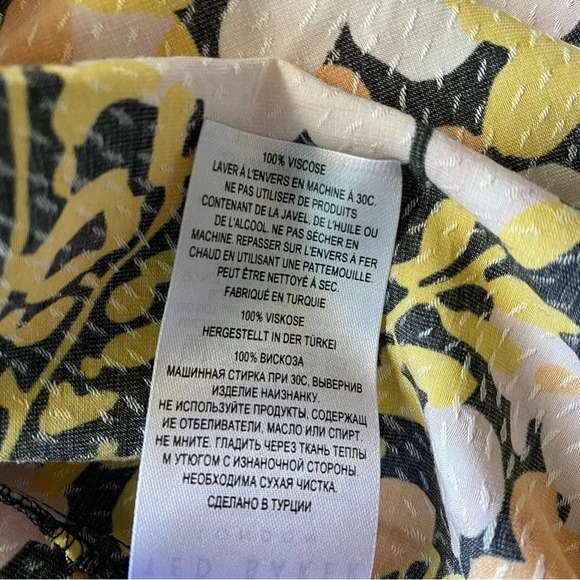 100% VISCOSE
LAVER À L'ENVERS EN MACHINE À 30C.
NE PAS UTILISER DE PRODUITS
CONTENANT DE LA JAVEL, DE L'HUILE OU
DE L'ALCOOL. NE PAS SÉCHER EN
MACHINE. REPASSER SUR L'ENVERS À FER
CHAUD EN UTILISANT UNE PATTEMOUILLE.
PEUT ÊTRE NETTOYÉ À SEC.
FABRIQUÉ EN TURQUIE
100% VISKOSE
HERGESTELLT IN DER TÜRKEI
100% ВИСКОЗА
МАШИННАЯ СТИРКА ПРИ 30С, ВЫВЕРНИВ
ИЗДЕЛИЕ НАИЗНАНКУ.
НЕ ИСПОЛЬЗУЙТЕ ПРОДУКТЫ, СОДЕРЖАЩ
ИЕ ОТБЕЛИВАТЕЛИ, МАСЛО ИЛИ СПИРТ.
НЕ МНИТЕ. ГЛАДИТЬ ЧЕРЕЗ ТКАНЬ ТЕПЛЫ
М УТЮГОМ С ИЗНАНОЧНОЙ СТОРОНЫ.
НЕОБХОДИМА СУХАЯ ЧИСТКА.
СДЕЛАНО В ТУРЦИИ
LONDON
TED BAKER